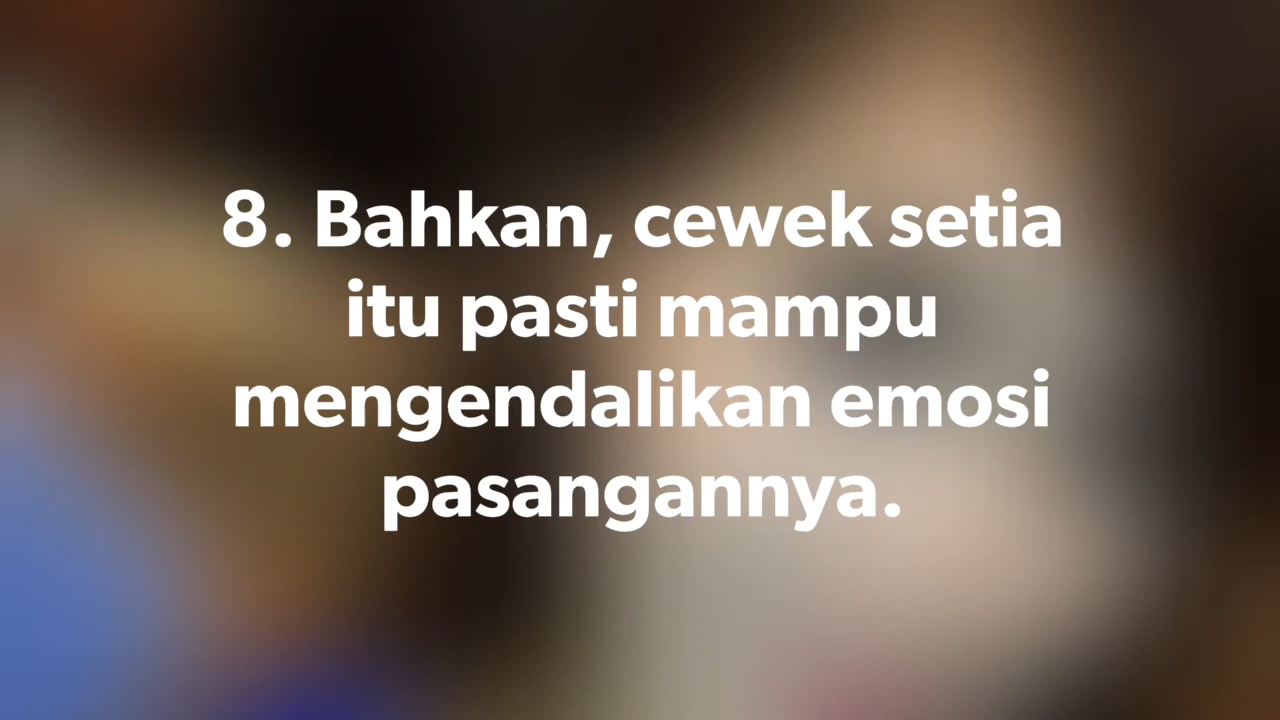 8. Bahkan, cewek setia
itu pasti mampu
mengendalikan emosi
pasangannya.